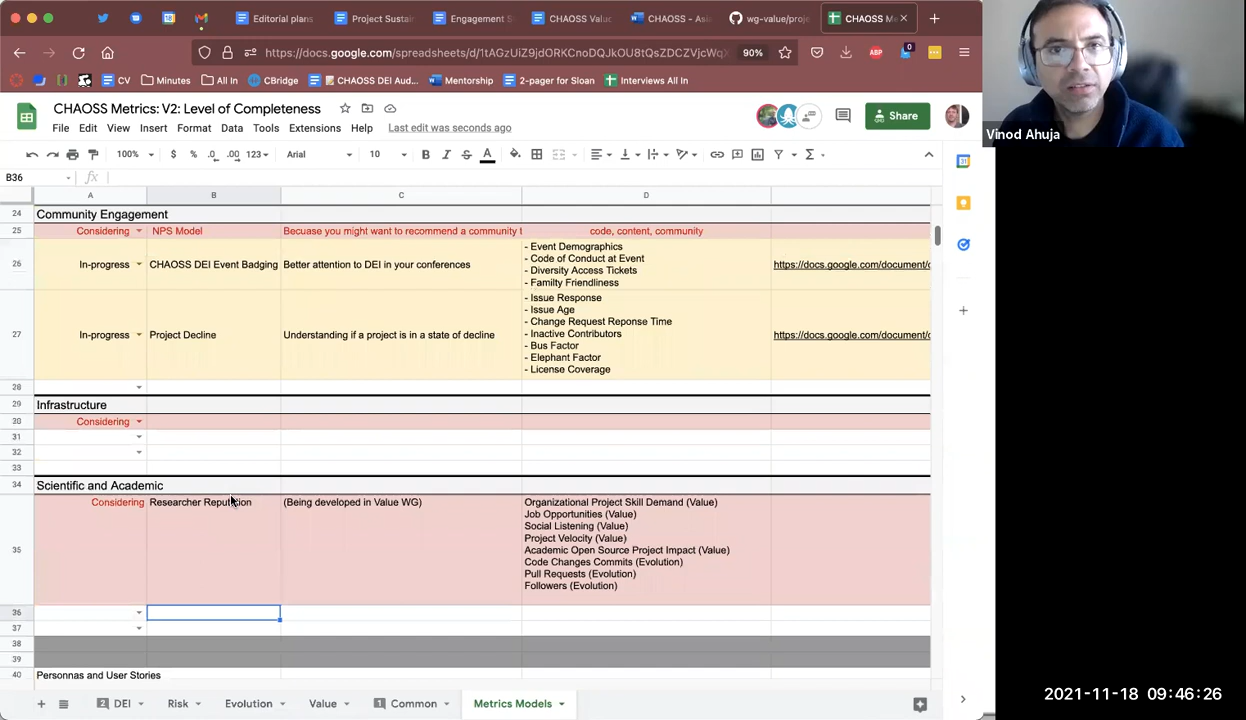 Editorial plans
Project Sustai
Engagement S
CHAOSS Valu
CHAOSS - Asi
wg-value/proje
CHAOSS Me
https://docs.google.com/spreadsheets/d/1tAGzUiZ9jdORKCnoDQJkOU8tQsZDCZVjcWq
90%
ABP
0
CV
Minutes
All In
CBridge
CHAOSS DEI Aud...
Mentorship
2-pager for Sloan
Interviews All In
CHAOSS Metrics: V2: Level of Completeness
File Edit View Insert Format Data Tools Extensions Help Last edit was seconds ago
Share
Vinod Ahuja
100% $ % .0 .00 123 Arial 10 B I S A
B36 fx
A B C D
24 Community Engagement
25 Considering NPS Model Becuase you might want to recommend a community t code, content, community
26 In-progress CHAOSS DEI Event Badging Better attention to DEI in your conferences
- Event Demographics
- Code of Conduct at Event
- Diversity Access Tickets
- Familty Friendliness
https://docs.google.com/document/d
27 In-progress Project Decline Understanding if a project is in a state of decline
- Issue Response
- Issue Age
- Change Request Reponse Time
- Inactive Contributors
- Bus Factor
- Elephant Factor
- License Coverage
https://docs.google.com/document/d
28
29 Infrastructure
30 Considering
31
32
33
34 Scientific and Academic
35 Considering Researcher Reputation (Being developed in Value WG)
Organizational Project Skill Demand (Value)
Job Opportunities (Value)
Social Listening (Value)
Project Velocity (Value)
Academic Open Source Project Impact (Value)
Code Changes Commits (Evolution)
Pull Requests (Evolution)
Followers (Evolution)
36
37
38
39
40 Personnas and User Stories
2 DEI Risk Evolution Value 1 Common Metrics Models
2021-11-18 09:46:26